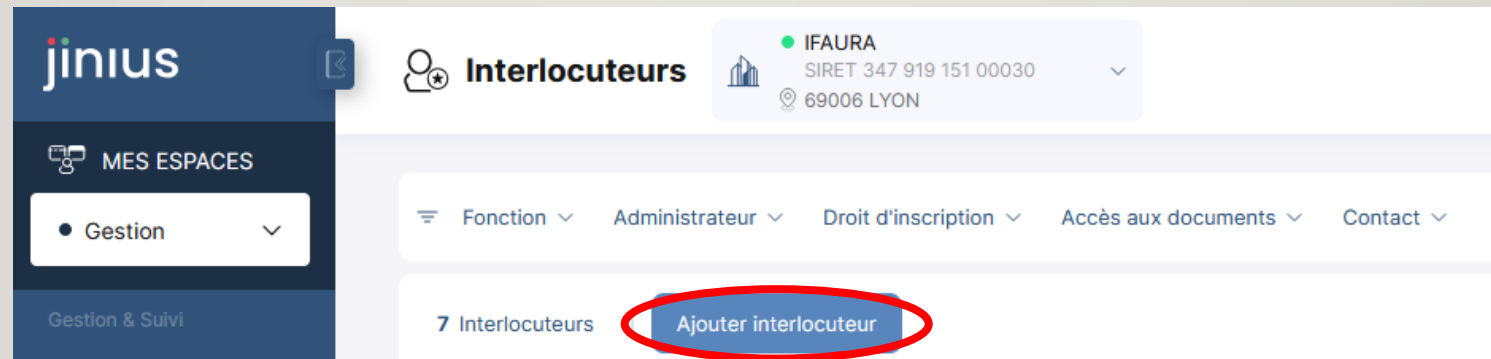 jinius
Interlocuteurs
IFAURA
SIRET 347 919 151 00030
69006 LYON
MES ESPACES
Gestion
Fonction Administrateur Droit d'inscription Accès aux documents Contact
Gestion & Suivi
7 Interlocuteurs Ajouter interlocuteur